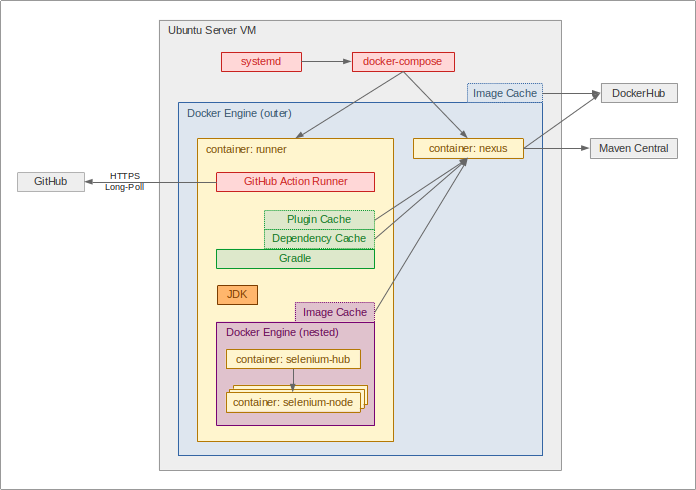 Ubuntu Server VM
systemd
docker-compose
Image Cache
DockerHub
Docker Engine (outer)
container: runner
container: nexus
Maven Central
GitHub
HTTPS
Long-Poll
GitHub Action Runner
Plugin Cache
Dependency Cache
Gradle
JDK
Image Cache
Docker Engine (nested)
container: selenium-hub
container: selenium-node